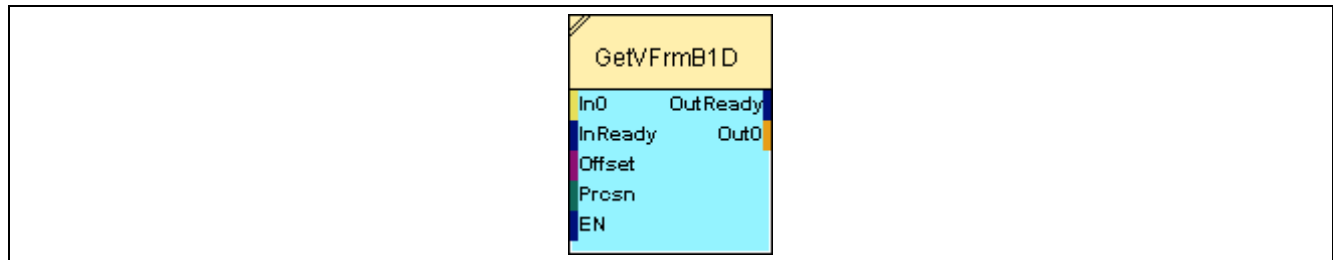 GetVFrmB1D
In0 OutReady
InReady Out0
Offset
Prcsn
EN